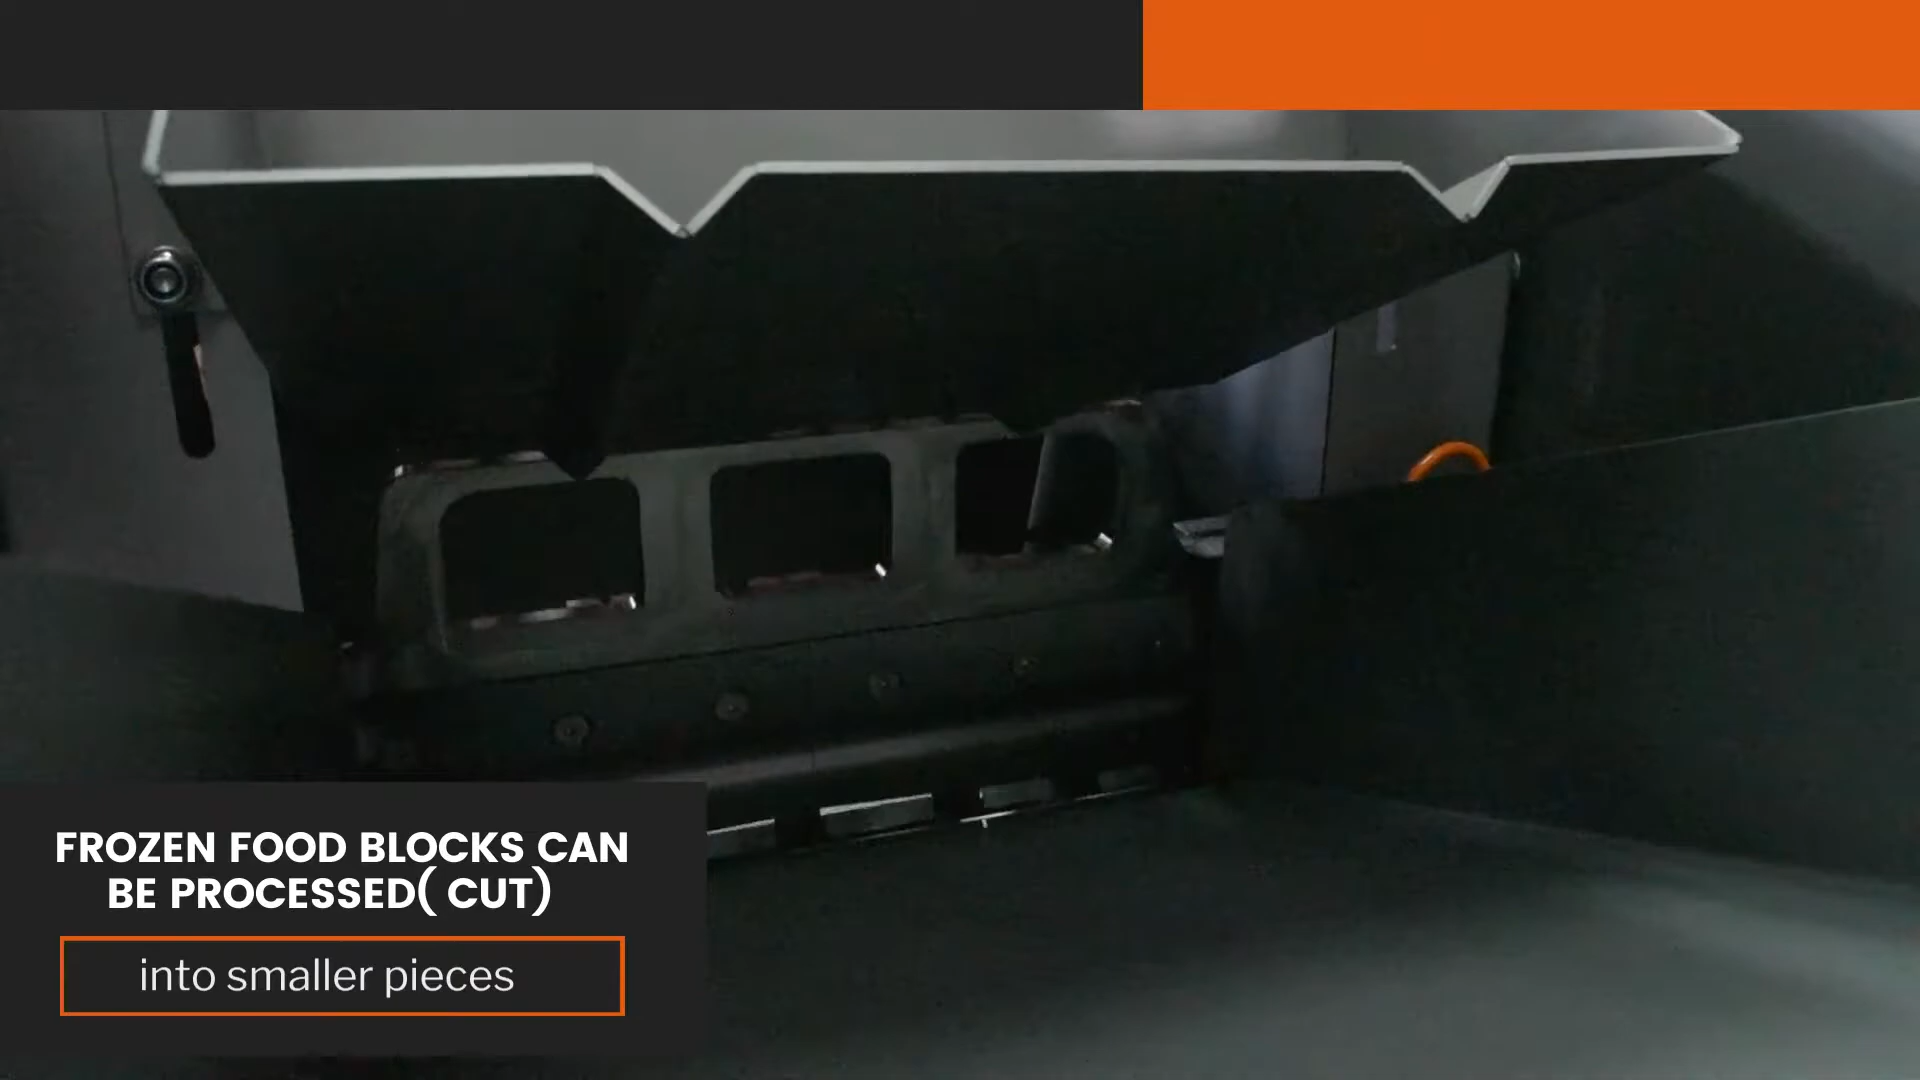 FROZEN FOOD BLOCKS CAN
BE PROCESSED( CUT)
into smaller pieces